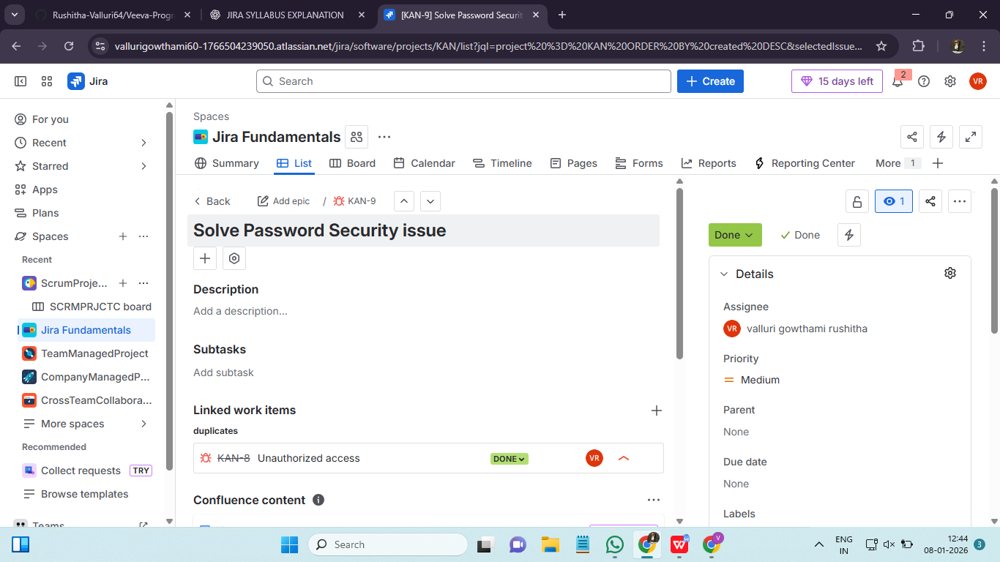 Rushitha-Valluri64/Veeva-Progr
JIRA SYLLABUS EXPLANATION
[KAN-9] Solve Password Securit
vallurigowthami60-1766504239050.atlassian.net/jira/software/projects/KAN/list?jql=project%20%3D%20KAN%20ORDER%20BY%20created%20DESC&selectedIssue...
Jira
Search
Create
15 days left
2
VR
For you
Recent
Starred
Apps
Plans
Spaces
Recent
ScrumProje...
SCRMPRJCTC board
Jira Fundamentals
TeamManagedProject
CompanyManagedP...
CrossTeamCollabora...
More spaces
Recommended
Collect requests TRY
Browse templates
Teams
Spaces
Jira Fundamentals
Summary List Board Calendar Timeline Pages Forms Reports Reporting Center More 1
Back Add epic / KAN-9
1
Solve Password Security issue
Done Done
Description
Add a description...
Subtasks
Add subtask
Linked work items
duplicates
KAN-8 Unauthorized access DONE VR
Confluence content
Details
Assignee
VR valluri gowthami rushitha
Priority
Medium
Parent
None
Due date
None
Labels
Search
ENG
IN
12:44
08-01-2026
3